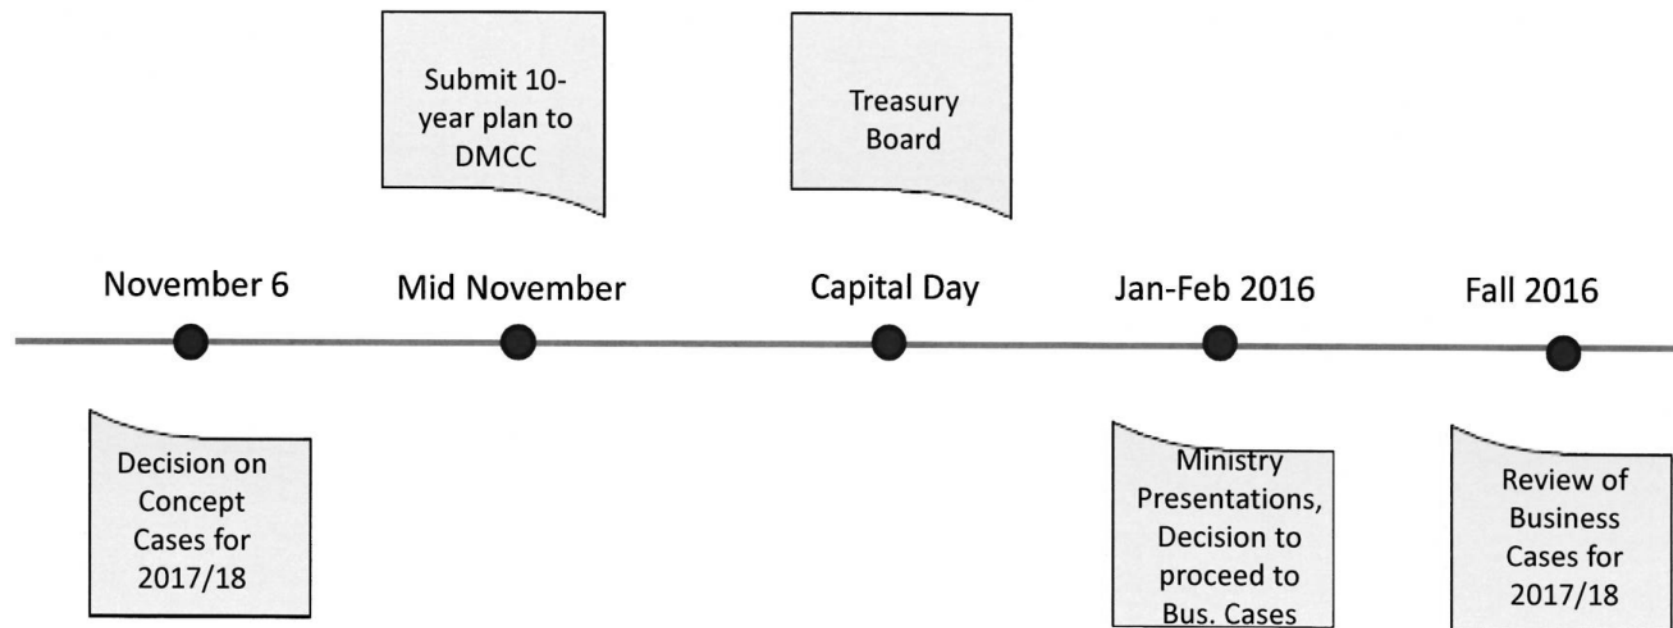 Submit 10-
year plan to
DMCC
Treasury
Board
November 6
Mid November
Capital Day
Jan-Feb 2016
Fall 2016
Decision on
Concept
Cases for
2017/18
Ministry
Presentations,
Decision to
proceed to
Bus. Cases
Review of
Business
Cases for
2017/18